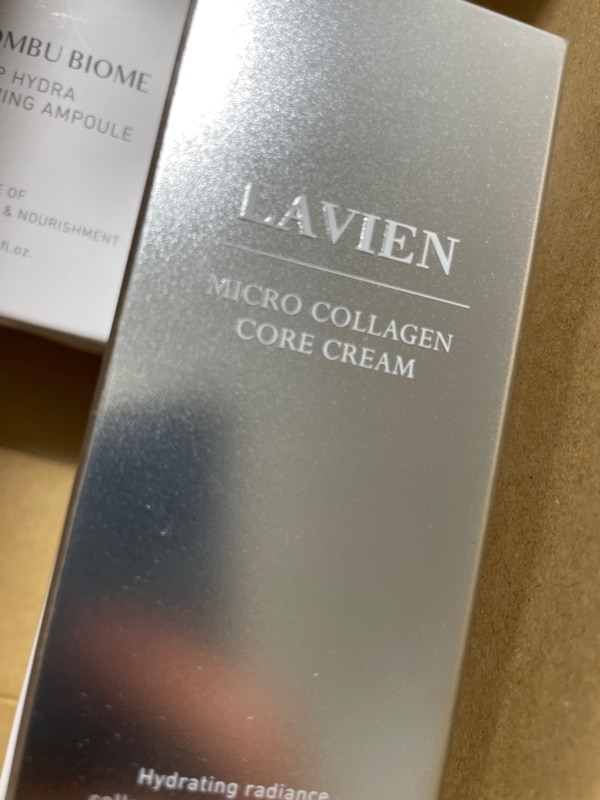 OMBU BIOME
P HYDRA
ING AMPOULE
E OF
& NOURISHMENT
fl.oz.
LAVIEN
MICRO COLLAGEN
CORE CREAM
Hydrating radiance